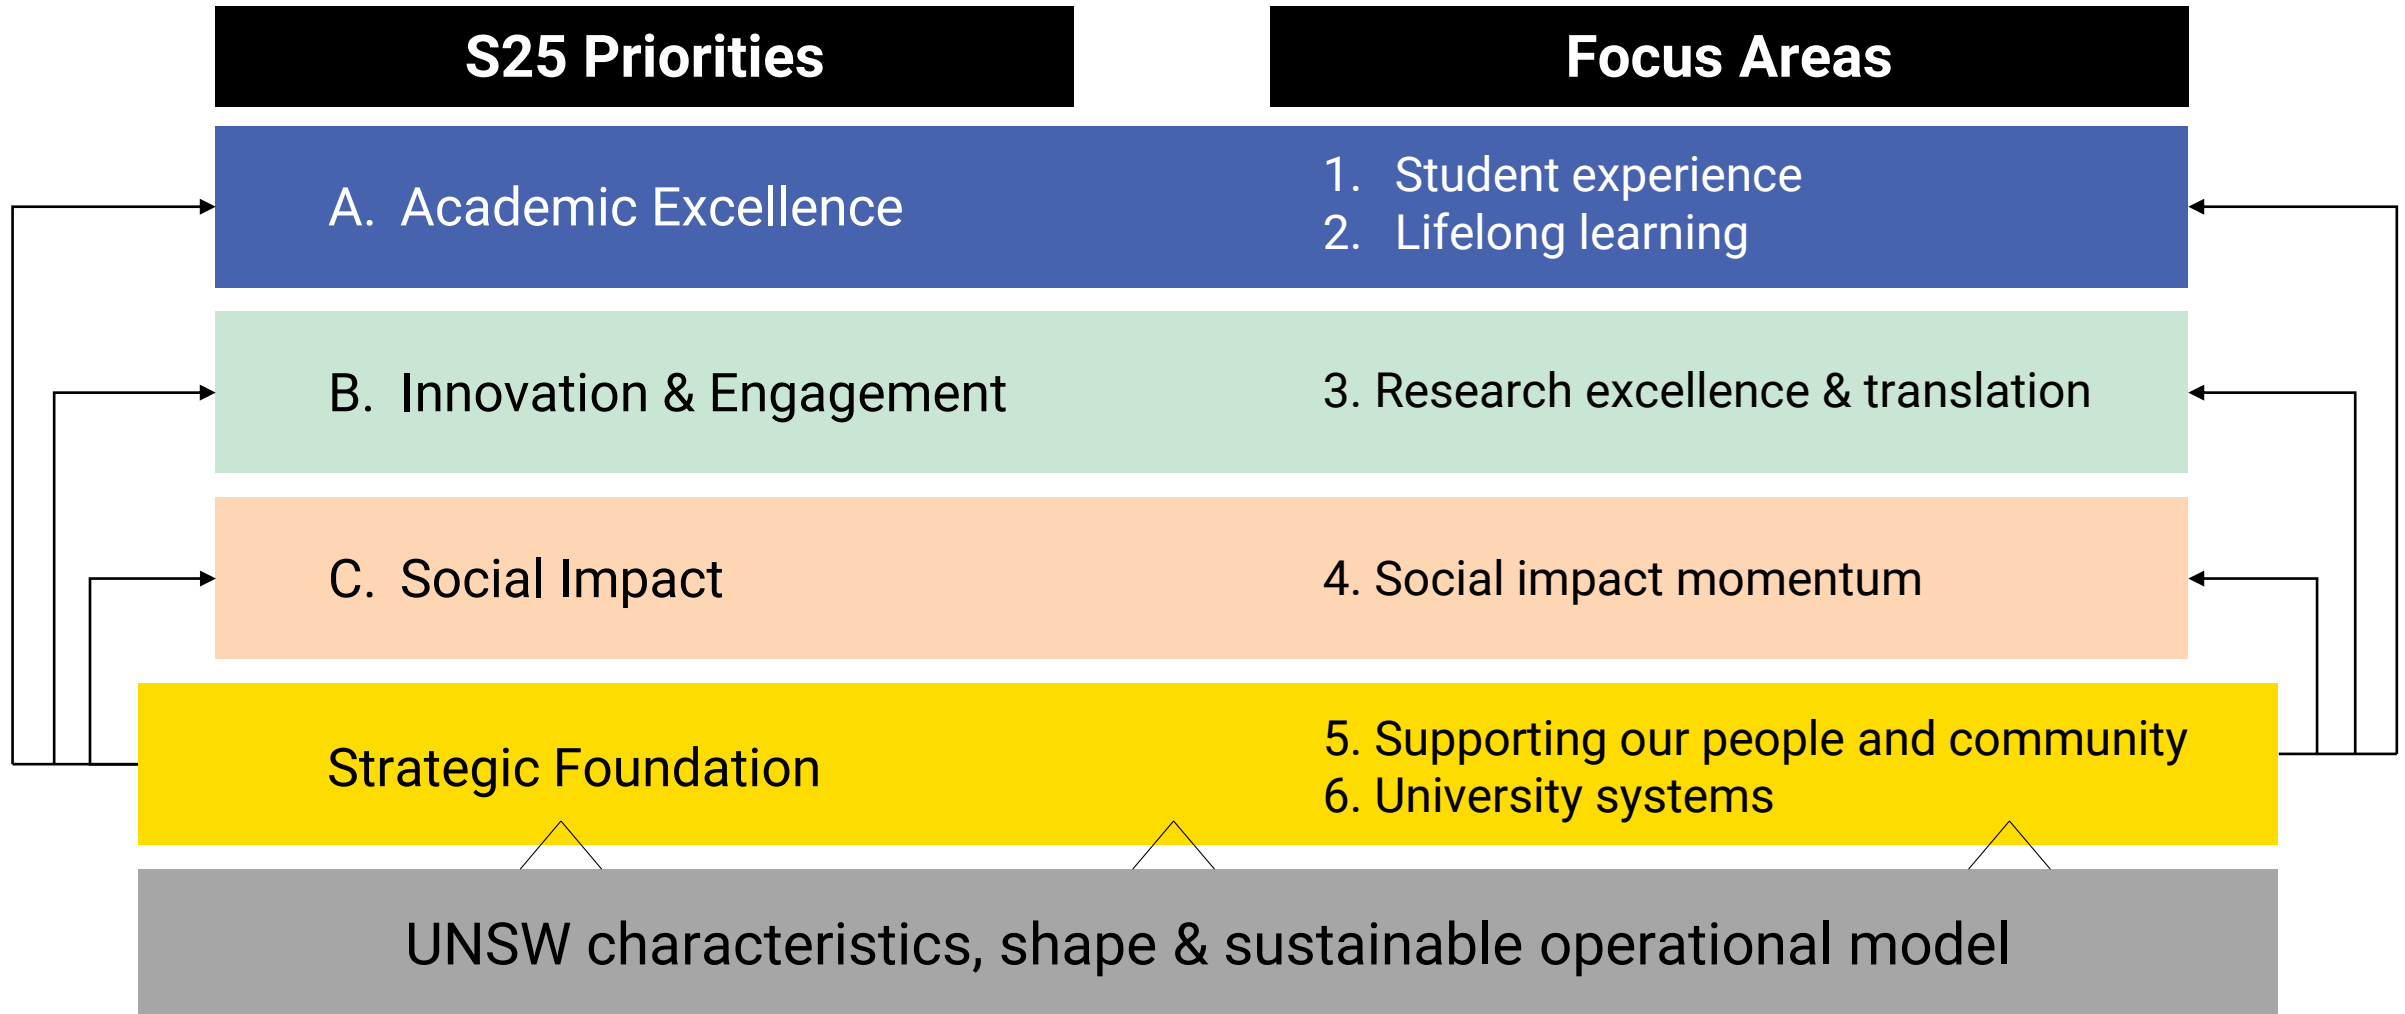 S25 Priorities
Focus Areas
A. Academic Excellence
1. Student experience
2. Lifelong learning
B. Innovation & Engagement
3. Research excellence & translation
C. Social Impact
4. Social impact momentum
Strategic Foundation
5. Supporting our people and community
6. University systems
UNSW characteristics, shape & sustainable operational model